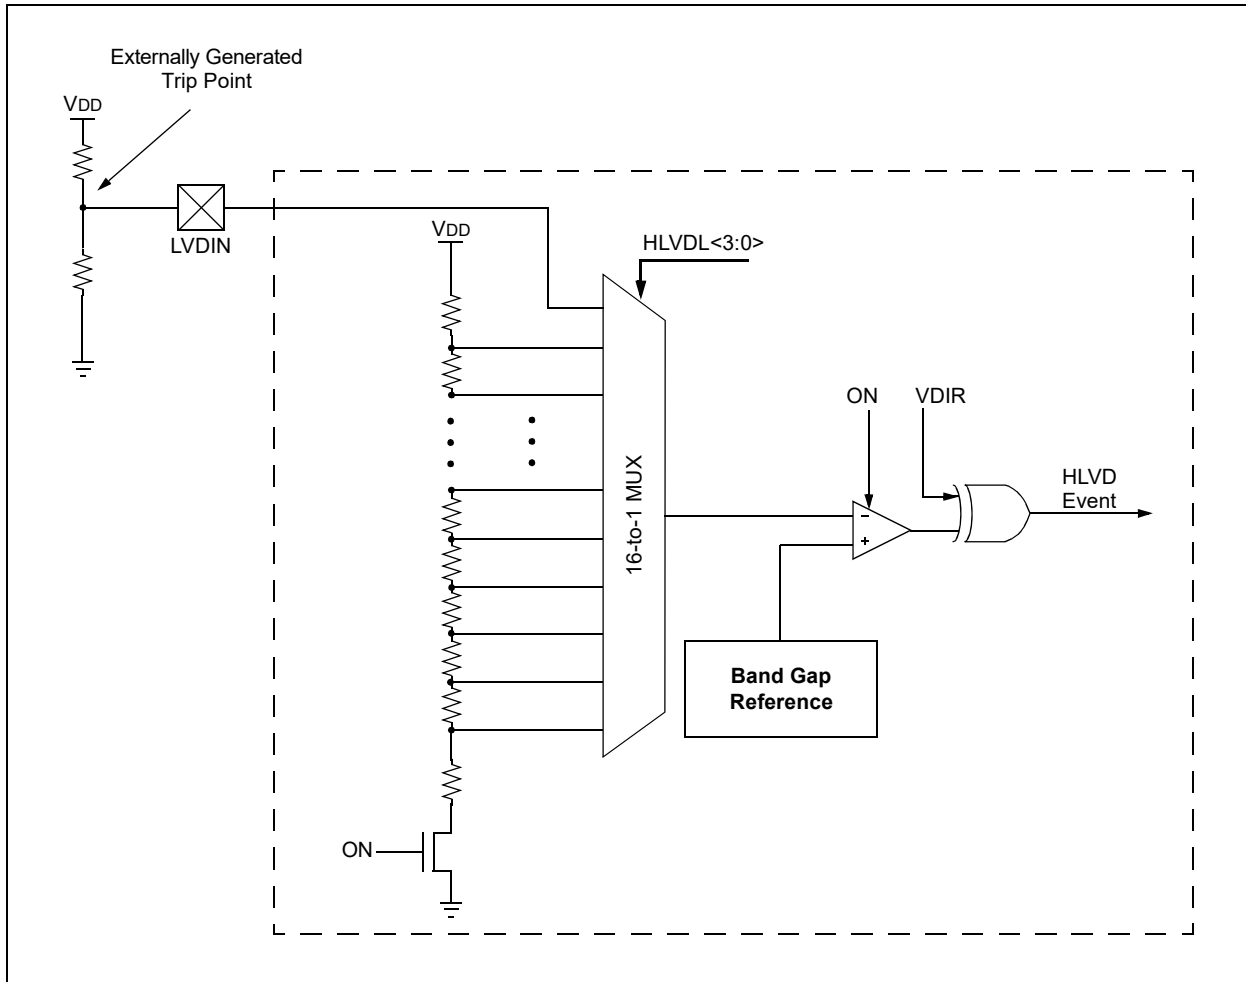 Externally Generated
Trip Point
VDD
LVDIN
VDD
HLVDL<3:0>
16-to-1 MUX
ON
VDIR
HLVD
Event
–
+
Band Gap
Reference
ON